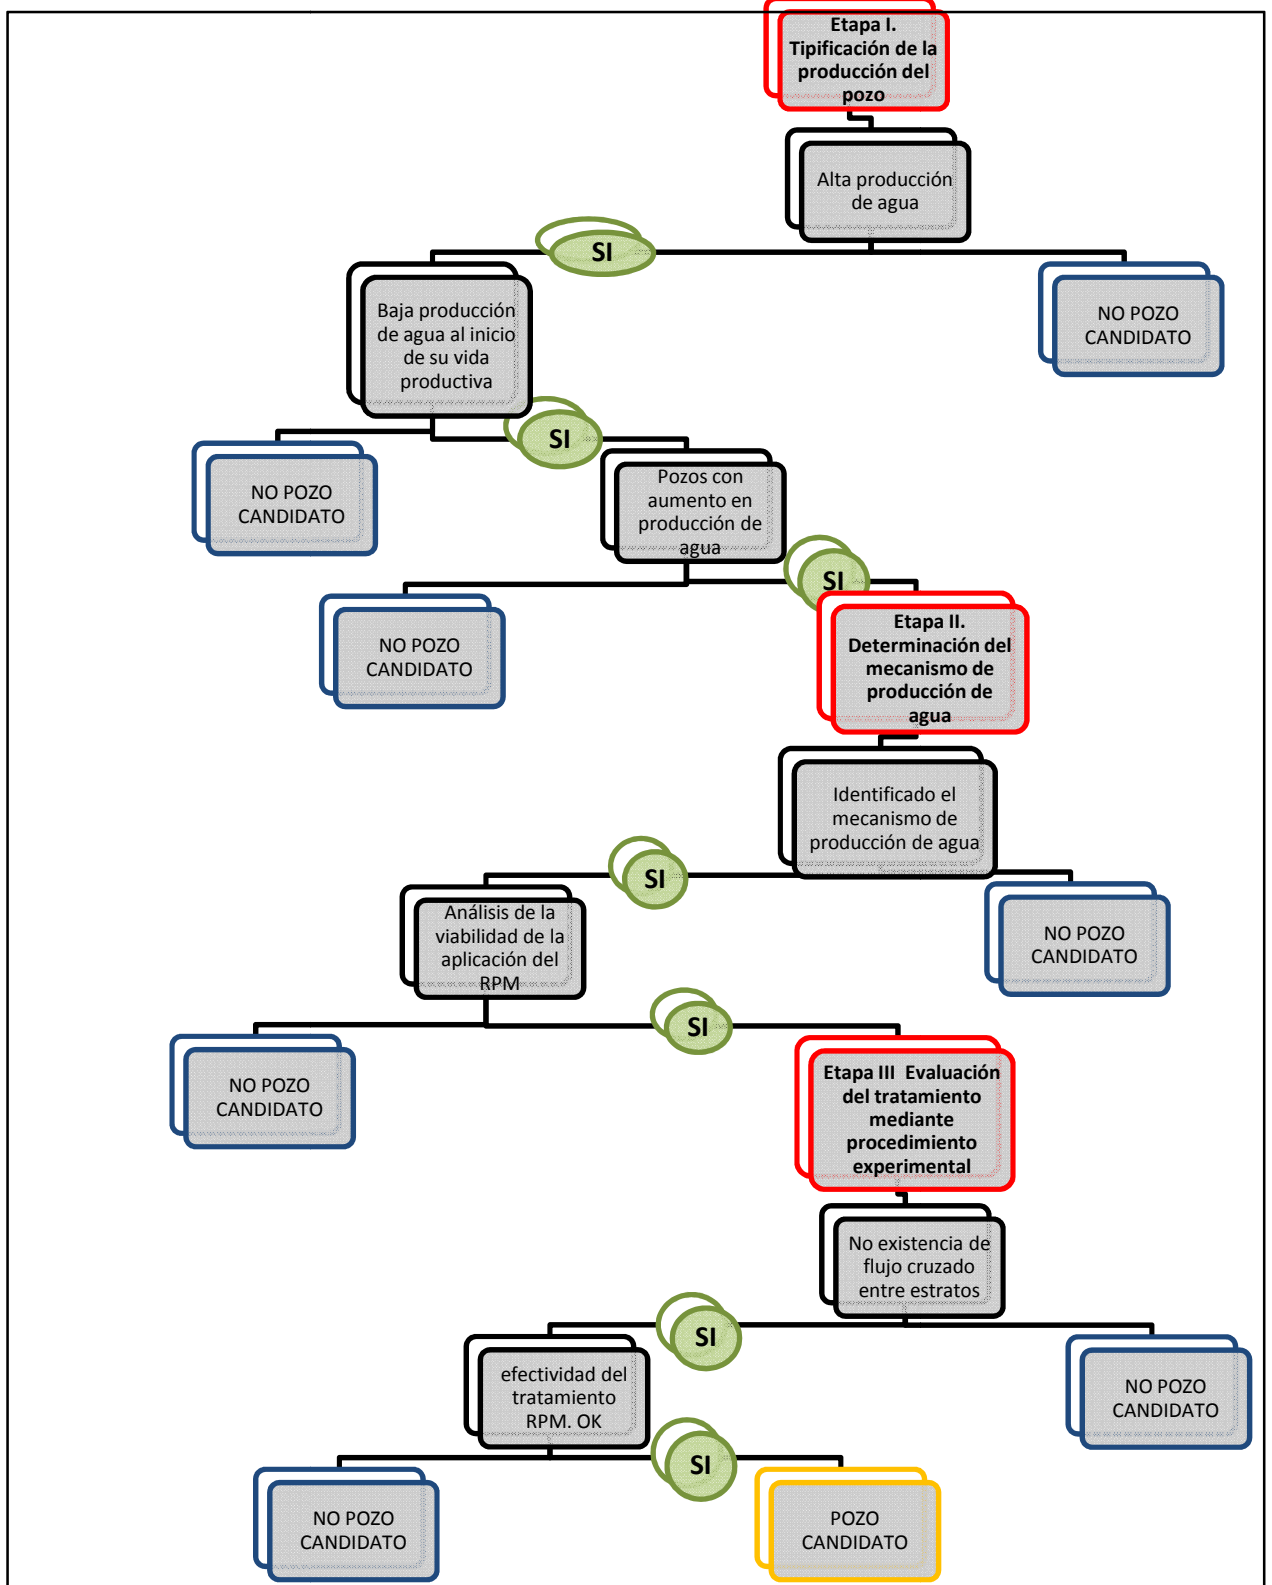 Etapa I.
Tipificación de la
producción del
pozo
Alta producción
de agua
SI
Baja producción
de agua al inicio
de su vida
productiva
NO POZO
CANDIDATO
SI
NO POZO
CANDIDATO
Pozos con
aumento en
producción de
agua
SI
NO POZO
CANDIDATO
Etapa II.
Determinación del
mecanismo de
producción de
agua
Identificado el
mecanismo de
producción de agua
SI
Análisis de la
viabilidad de la
aplicación del
RPM
NO POZO
CANDIDATO
SI
NO POZO
CANDIDATO
Etapa III  Evaluación
del tratamiento
mediante
procedimiento
experimental
No existencia de
flujo cruzado
entre estratos
SI
efectividad del
tratamiento
RPM. OK
NO POZO
CANDIDATO
SI
NO POZO
CANDIDATO
POZO
CANDIDATO